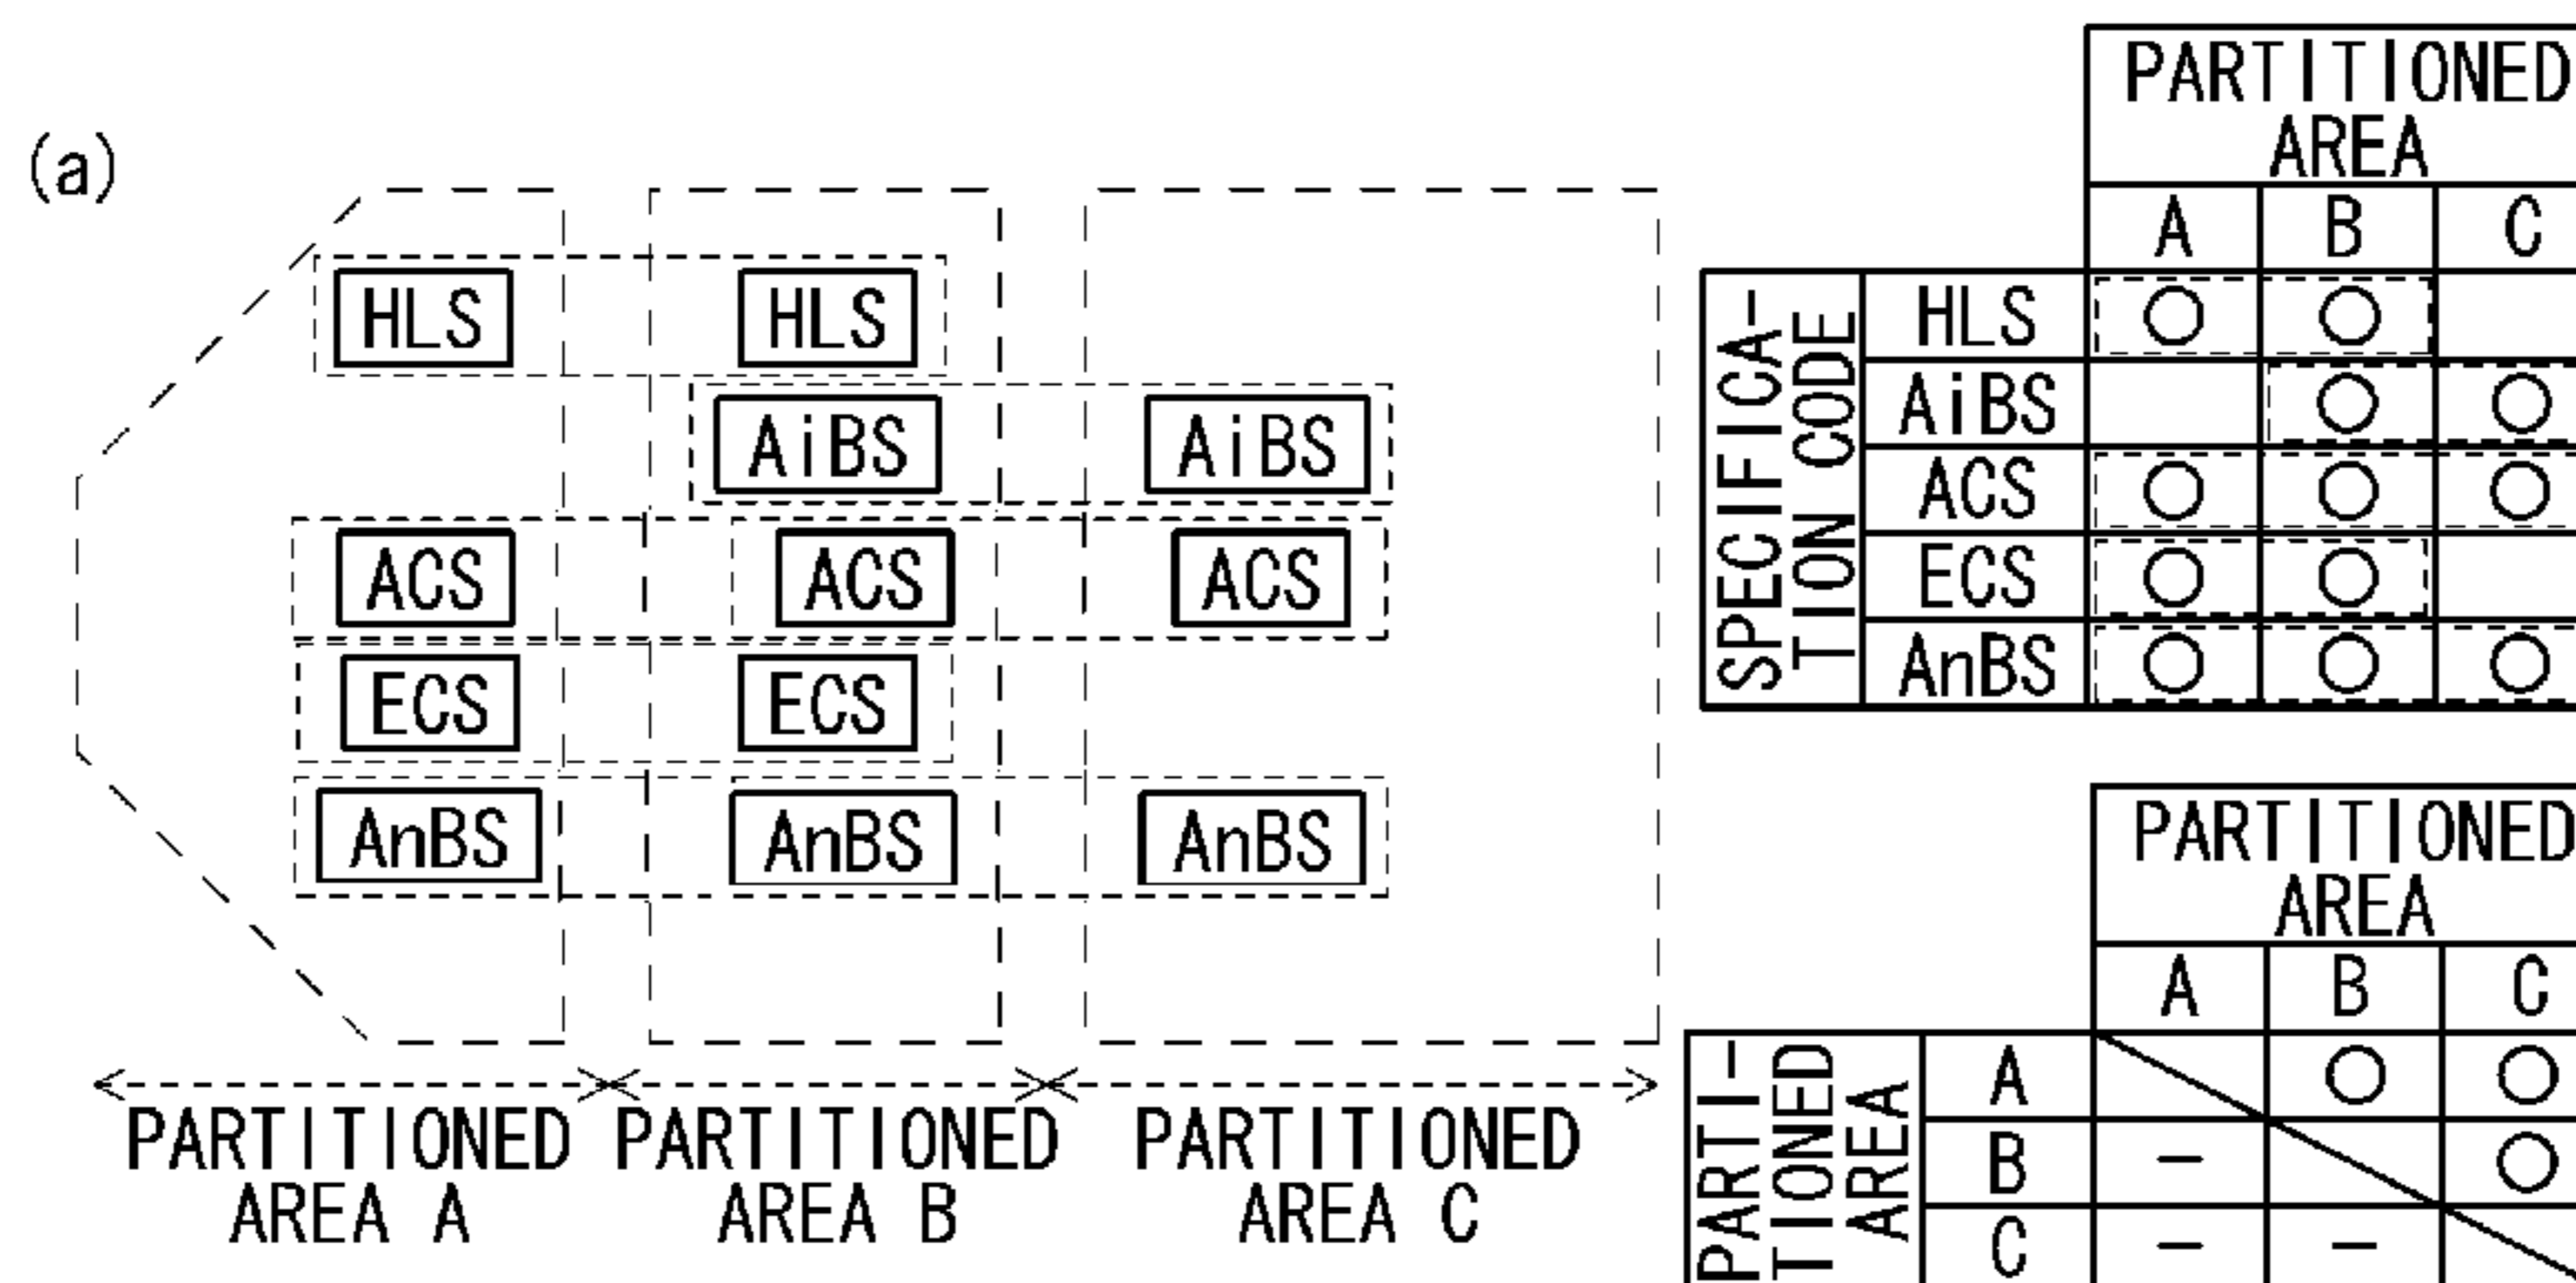 (a)
HLS HLS
AiBS AiBS
ACS ACS ACS
ECS ECS
AnBS AnBS AnBS
PARTITIONED AREA A
PARTITIONED AREA B
PARTITIONED AREA C
PARTITIONED
AREA
A B C
SPECIFICA-
TION CODE
HLS ○ ○
AiBS ○ ○
ACS ○ ○ ○
ECS ○ ○
AnBS ○ ○ ○
PARTITIONED
AREA
A B C
PARTI-
TIONED
AREA
A ○ ○
B - ○
C - -